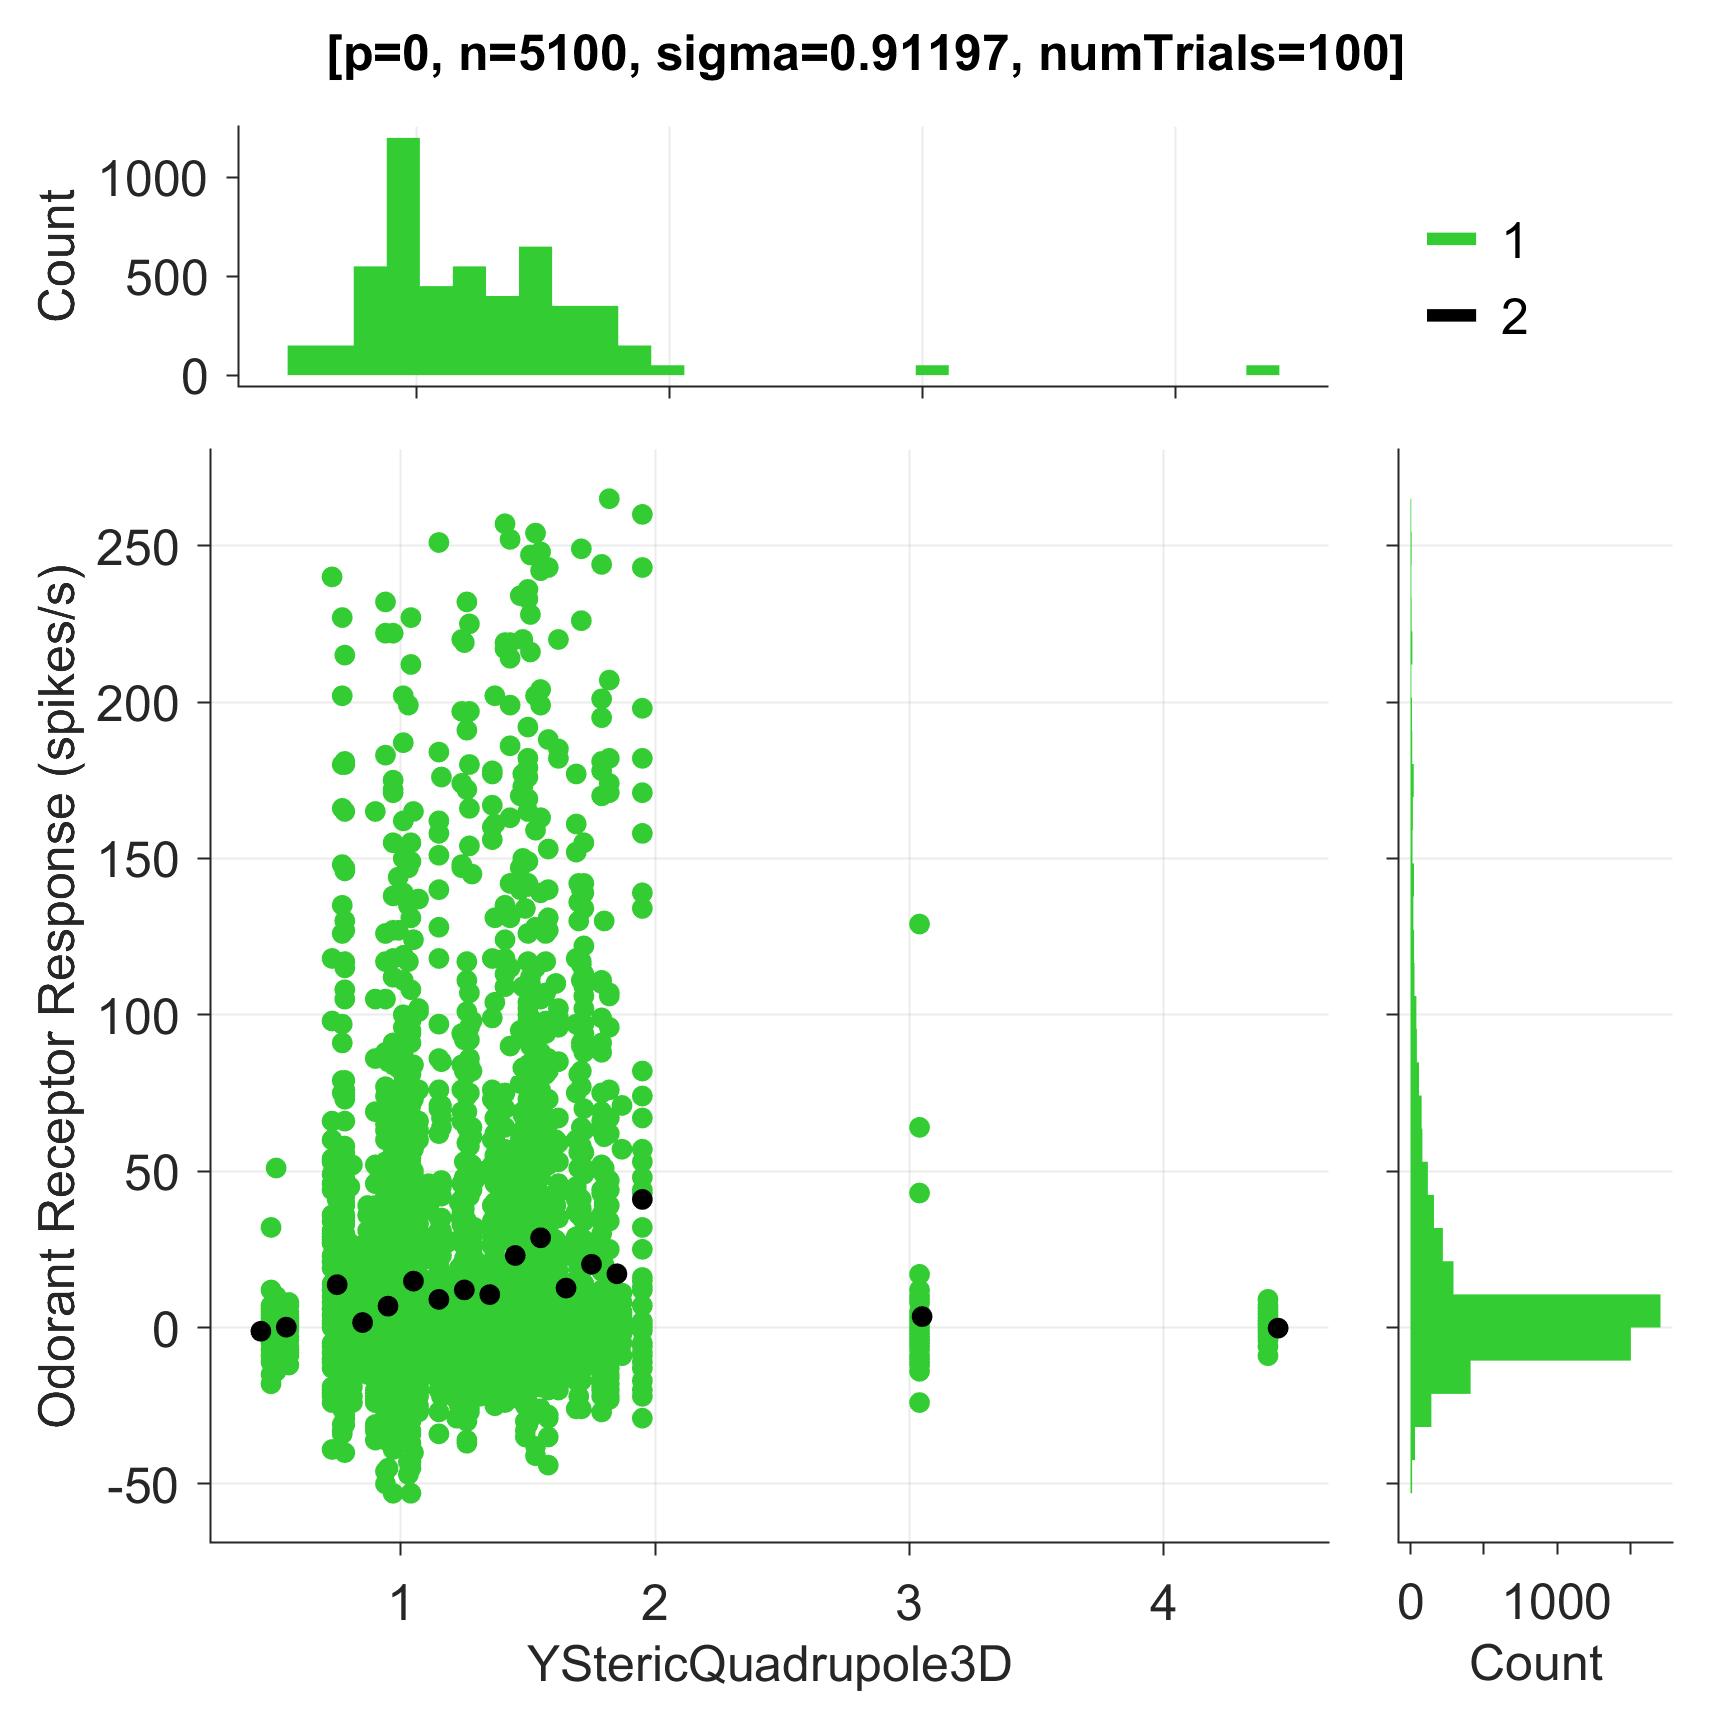 [p=0, n=5100, sigma=0.91197, numTrials=100]
Count
1000
500
0
1
2
Odorant Receptor Response (spikes/s)
250
200
150
100
50
0
-50
1 2 3 4
YStericQuadrupole3D
0 1000
Count